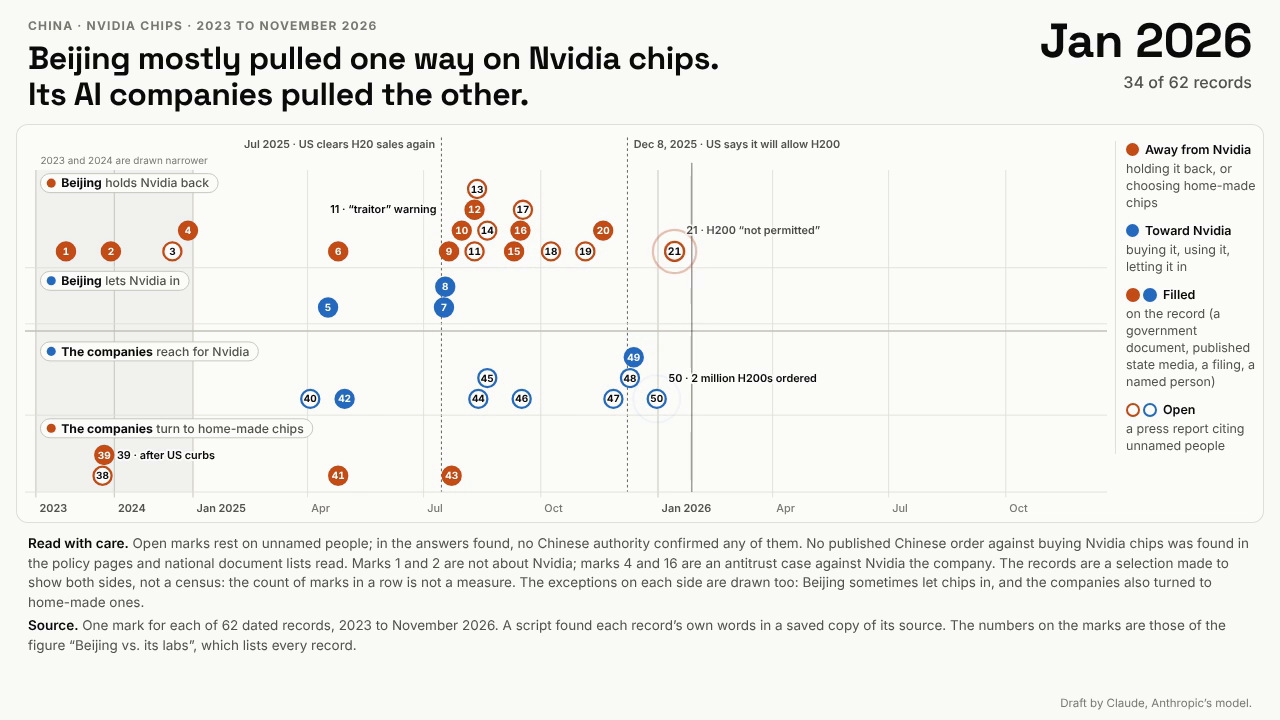 CHINA · NVIDIA CHIPS · 2023 TO NOVEMBER 2026
Beijing mostly pulled one way on Nvidia chips.
Its AI companies pulled the other.
Jan 2026
34 of 62 records
Jul 2025 · US clears H20 sales again
Dec 8, 2025 · US says it will allow H200
2023 and 2024 are drawn narrower
Beijing holds Nvidia back
13
11 · “traitor” warning
12
17
4
10
14
16
20
21 · H200 “not permitted”
1
2
3
6
9
11
15
18
19
21
Beijing lets Nvidia in
8
5
7
The companies reach for Nvidia
49
45
48
50 · 2 million H200s ordered
40
42
44
46
47
50
The companies turn to home-made chips
39
39 · after US curbs
38
41
43
2023
2024
Jan 2025
Apr
Jul
Oct
Jan 2026
Apr
Jul
Oct
Away from Nvidia
holding it back, or
choosing home-made
chips
Toward Nvidia
buying it, using it,
letting it in
Filled
on the record (a
government
document, published
state media, a filing, a
named person)
Open
a press report citing
unnamed people
Read with care. Open marks rest on unnamed people; in the answers found, no Chinese authority confirmed any of them. No published Chinese order against buying Nvidia chips was found in
the policy pages and national document lists read. Marks 1 and 2 are not about Nvidia; marks 4 and 16 are an antitrust case against Nvidia the company. The records are a selection made to
show both sides, not a census: the count of marks in a row is not a measure. The exceptions on each side are drawn too: Beijing sometimes let chips in, and the companies also turned to
home-made ones.
Source. One mark for each of 62 dated records, 2023 to November 2026. A script found each record’s own words in a saved copy of its source. The numbers on the marks are those of the
figure “Beijing vs. its labs”, which lists every record.
Draft by Claude, Anthropic’s model.